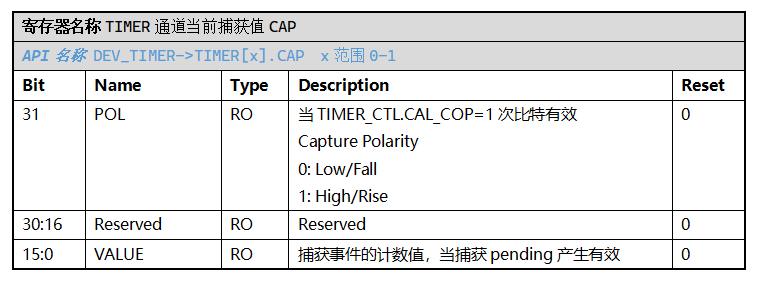 寄存器名称 TIMER 通道当前捕获值 CAP
API 名称 DEV_TIMER->TIMER[x].CAP x 范围 0-1
Bit Name Type Description Reset
31 POL RO 当 TIMER_CTL.CAL_COP=1 次比特有效 0
Capture Polarity
0: Low/Fall
1: High/Rise
30:16 Reserved RO Reserved 0
15:0 VALUE RO 捕获事件的计数值，当捕获 pending 产生有效 0